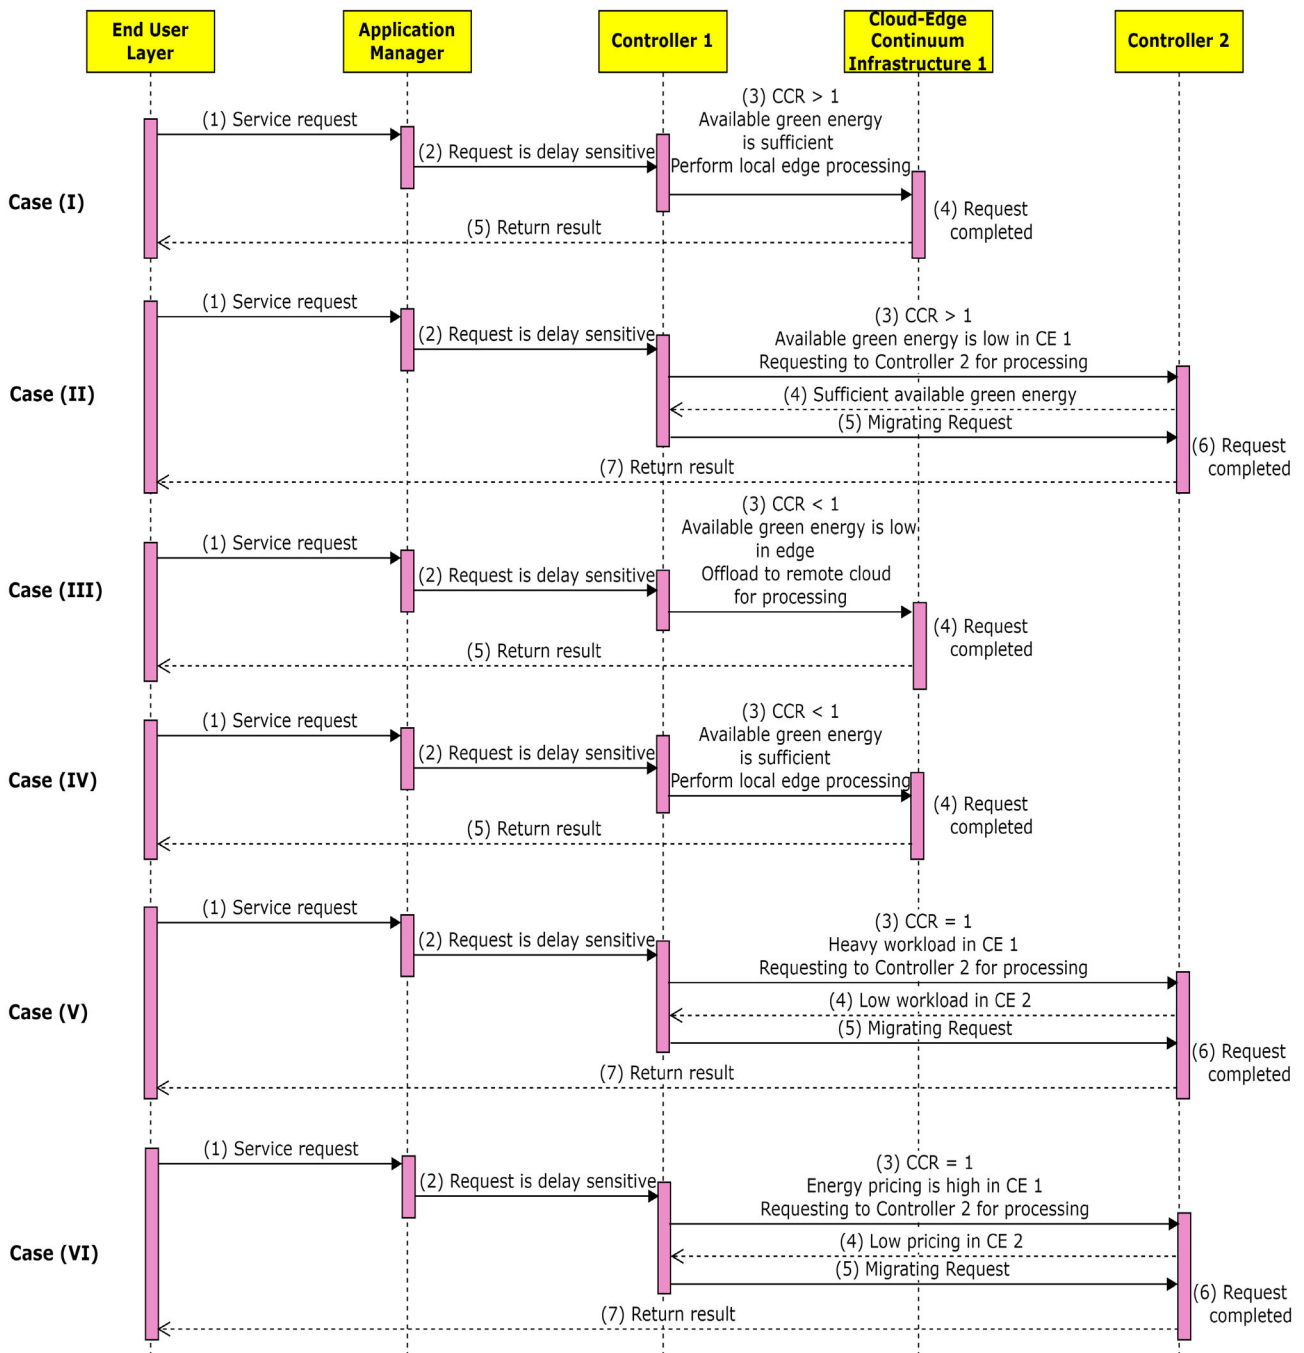 End User
Layer
Application
Manager
Controller 1
Cloud-Edge
Continuum
Infrastructure 1
Controller 2
Case (I)
(1) Service request
(2) Request is delay sensitive
(3) CCR > 1
Available green energy
is sufficient
Perform local edge processing
(4) Request
completed
(5) Return result
Case (II)
(1) Service request
(2) Request is delay sensitive
(3) CCR > 1
Available green energy is low in CE 1
Requesting to Controller 2 for processing
(4) Sufficient available green energy
(5) Migrating Request
(6) Request
completed
(7) Return result
Case (III)
(1) Service request
(2) Request is delay sensitive
(3) CCR < 1
Available green energy is low
in edge
Offload to remote cloud
for processing
(4) Request
completed
(5) Return result
Case (IV)
(1) Service request
(2) Request is delay sensitive
(3) CCR < 1
Available green energy
is sufficient
Perform local edge processing
(4) Request
completed
(5) Return result
Case (V)
(1) Service request
(2) Request is delay sensitive
(3) CCR = 1
Heavy workload in CE 1
Requesting to Controller 2 for processing
(4) Low workload in CE 2
(5) Migrating Request
(6) Request
completed
(7) Return result
Case (VI)
(1) Service request
(2) Request is delay sensitive
(3) CCR = 1
Energy pricing is high in CE 1
Requesting to Controller 2 for processing
(4) Low pricing in CE 2
(5) Migrating Request
(6) Request
completed
(7) Return result